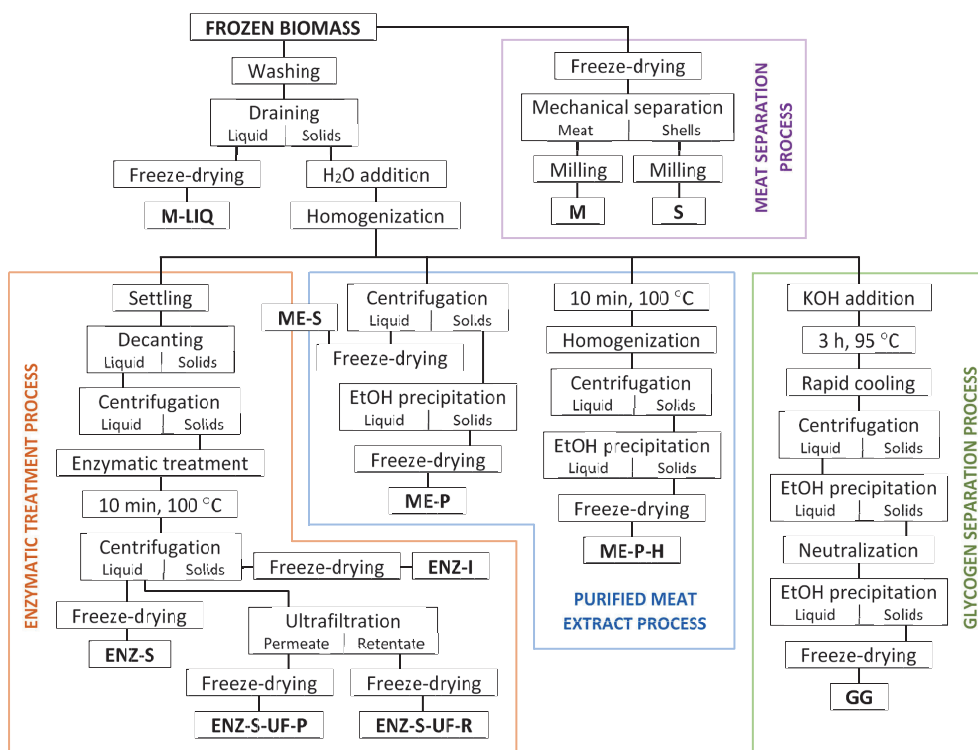 FROZEN BIOMASS
Washing
Draining
Liquid Solids
Freeze-drying
H₂O addition
M-LIQ
Homogenization
Freeze-drying
Mechanical separation
Meat Shells
Milling Milling
M S
MEAT SEPARATION
PROCESS
Settling
Decanting
Liquid Solids
Centrifugation
Liquid Solids
Enzymatic treatment
10 min, 100 °C
Centrifugation
Liquid Solids
Freeze-drying
ENZ-I
Freeze-drying
ENZ-S
Ultrafiltration
Permeate Retentate
Freeze-drying Freeze-drying
ENZ-S-UF-P ENZ-S-UF-R
ENZYMATIC TREATMENT PROCESS
Centrifugation
Liquid Solids
ME-S
Freeze-drying
EtOH precipitation
Liquid Solids
Freeze-drying
ME-P
10 min, 100 °C
Homogenization
Centrifugation
Liquid Solids
EtOH precipitation
Liquid Solids
Freeze-drying
ME-P-H
PURIFIED MEAT
EXTRACT PROCESS
KOH addition
3 h, 95 °C
Rapid cooling
Centrifugation
Liquid Solids
EtOH precipitation
Liquid Solids
Neutralization
EtOH precipitation
Liquid Solids
Freeze-drying
GG
GLYCOGEN SEPARATION PROCESS